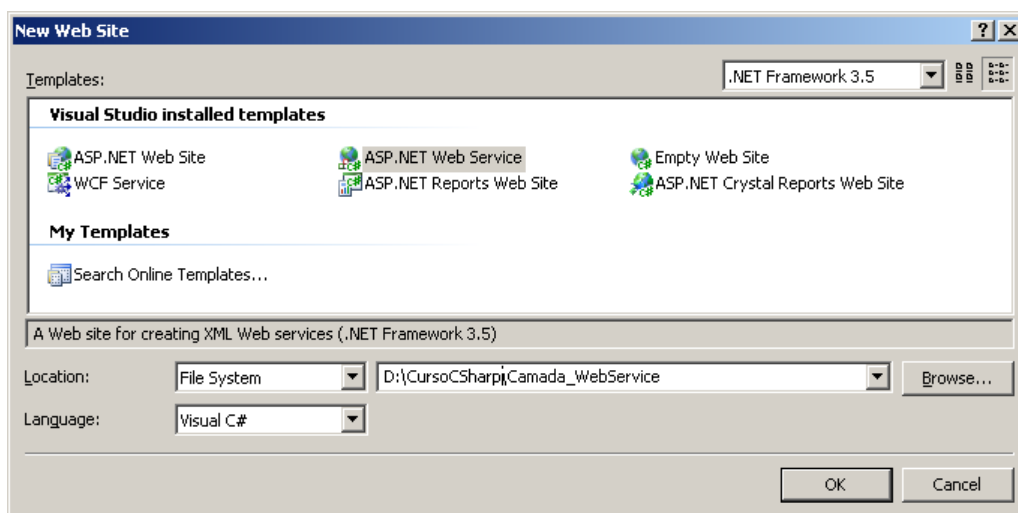 New Web Site
Templates:
.NET Framework 3.5
Visual Studio installed templates
ASP.NET Web Site ASP.NET Web Service Empty Web Site
WCF Service ASP.NET Reports Web Site ASP.NET Crystal Reports Web Site
My Templates
Search Online Templates...
A Web site for creating XML Web services (.NET Framework 3.5)
Location: File System D:\CursoCSharp\Camada_WebService Browse...
Language: Visual C#
OK Cancel